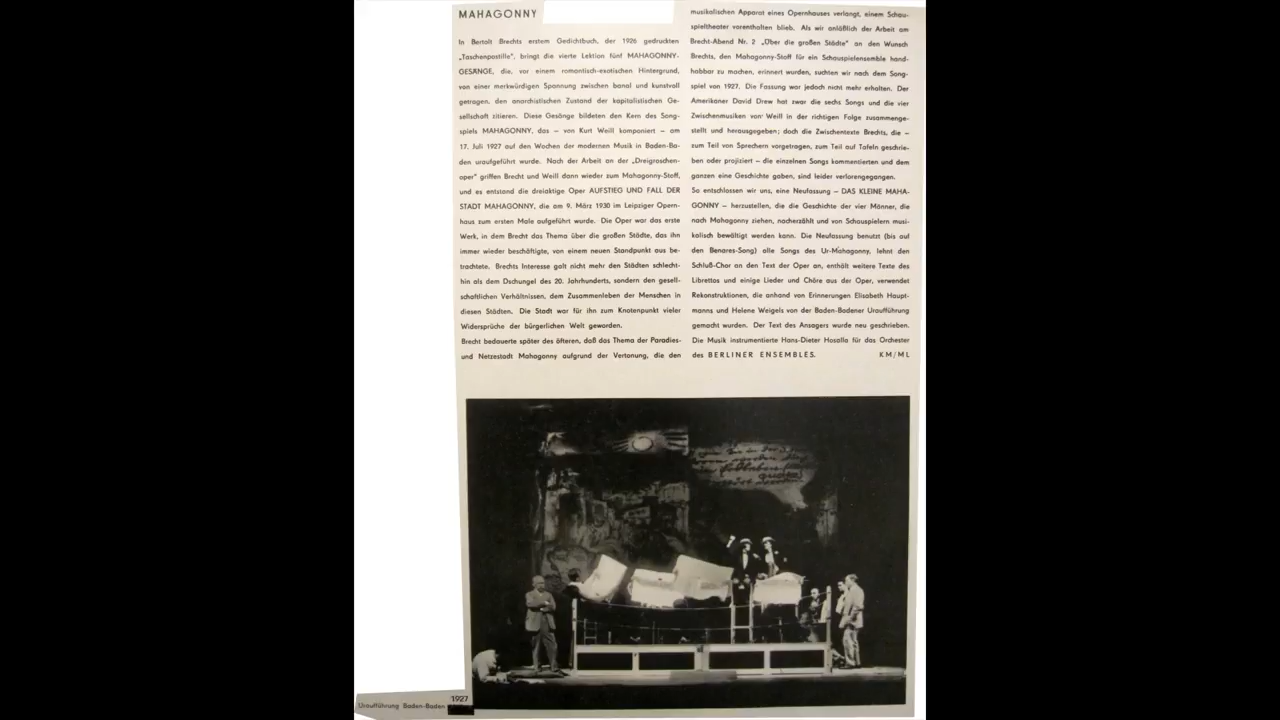 MAHAGONNY
In Bertolt Brechts erstem Gedichtbuch, der 1926 gedruckten
„Taschenpostille", bringt die vierte Lektion fünf MAHAGONNY-
GESÄNGE, die, vor einem romantisch-exotischen Hintergrund,
von einer merkwürdigen Spannung zwischen banal und kunstvoll
getragen, den anarchistischen Zustand der kapitalistischen Ge-
sellschaft zitieren. Diese Gesänge bildeten den Kern des Song-
spiels MAHAGONNY, das – von Kurt Weill komponiert – am
17. Juli 1927 auf den Wochen der modernen Musik in Baden-Ba-
den uraufgeführt wurde. Nach der Arbeit an der „Dreigroschen-
oper" griffen Brecht und Weill dann wieder zum Mahagonny-Stoff,
und es entstand die dreiaktige Oper AUFSTIEG UND FALL DER
STADT MAHAGONNY, die am 9. März 1930 im Leipziger Opern-
haus zum ersten Male aufgeführt wurde. Die Oper war das erste
Werk, in dem Brecht das Thema über die großen Städte, das ihn
immer wieder beschäftigte, von einem neuen Standpunkt aus be-
trachtete. Brechts Interesse galt nicht mehr den Städten schlecht-
hin als dem Dschungel des 20. Jahrhunderts, sondern den gesell-
schaftlichen Verhältnissen, dem Zusammenleben der Menschen in
diesen Städten. Die Stadt war für ihn zum Knotenpunkt vieler
Widersprüche der bürgerlichen Welt geworden.
Brecht bedauerte später des öfteren, daß das Thema der Paradies-
und Netzestadt Mahagonny aufgrund der Vertonung, die den
musikalischen Apparat eines Opernhauses verlangt, einem Schau-
spieltheater vorenthalten blieb. Als wir anläßlich der Arbeit am
Brecht-Abend Nr. 2 „Über die großen Städte" an den Wunsch
Brechts, den Mahagonny-Stoff für ein Schauspielensemble hand-
habbar zu machen, erinnert wurden, suchten wir nach dem Song-
spiel von 1927. Die Fassung war jedoch nicht mehr erhalten. Der
Amerikaner David Drew hat zwar die sechs Songs und die vier
Zwischenmusiken von Weill in der richtigen Folge zusammenge-
stellt und herausgegeben; doch die Zwischentexte Brechts, die –
zum Teil von Sprechern vorgetragen, zum Teil auf Tafeln geschrie-
ben oder projiziert – die einzelnen Songs kommentierten und dem
ganzen eine Geschichte gaben, sind leider verlorengegangen.
So entschlossen wir uns, eine Neufassung – DAS KLEINE MAHA-
GONNY – herzustellen, die die Geschichte der vier Männer, die
nach Mahagonny ziehen, nacherzählt und von Schauspielern musi-
kalisch bewältigt werden kann. Die Neufassung benutzt (bis auf
den Benares-Song) alle Songs des Ur-Mahagonny, lehnt den
Schluß-Chor an den Text der Oper an, enthält weitere Texte des
Librettos und einige Lieder und Chöre aus der Oper, verwendet
Rekonstruktionen, die anhand von Erinnerungen Elisabeth Haupt-
manns und Helene Weigels von der Baden-Badener Uraufführung
gemacht wurden. Der Text des Ansagers wurde neu geschrieben.
Die Musik instrumentierte Hans-Dieter Hosalla für das Orchester
des BERLINER ENSEMBLES. KM/ML
1927
Uraufführung Baden-Baden